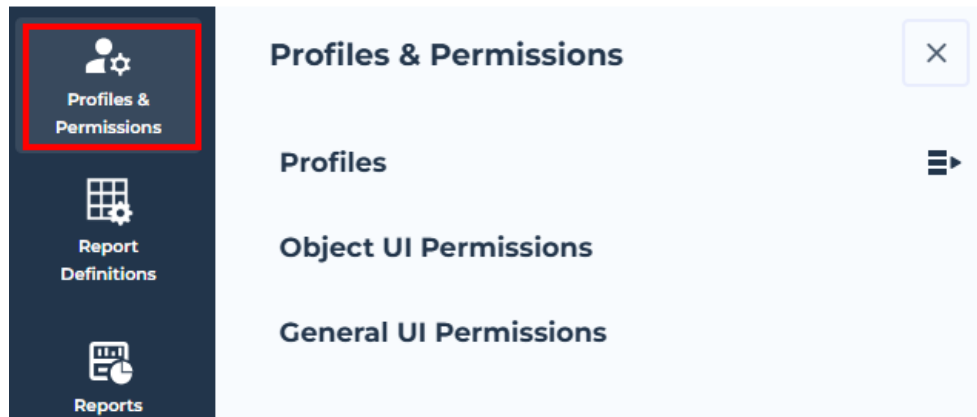 Profiles &
Permissions
Report
Definitions
Reports
Profiles & Permissions
Profiles
Object UI Permissions
General UI Permissions